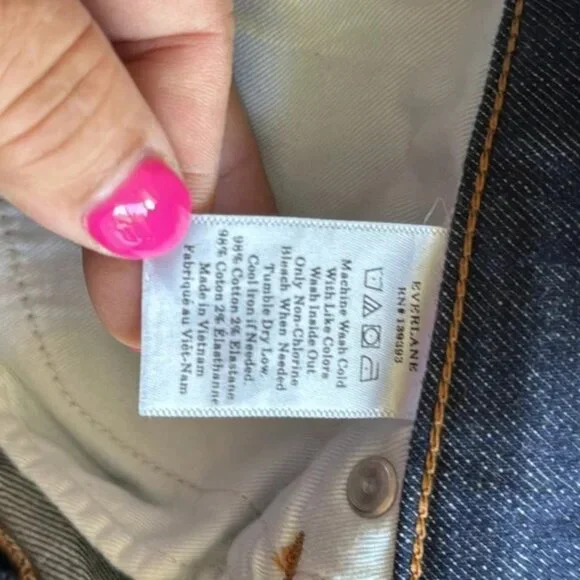 EVERLANE
RN#139393
Machine Wash Cold
With Like Colors
Wash Inside Out
Only Non-Chlorine
Bleach When Needed
Tumble Dry Low.
Cool Iron if Needed.
98% Cotton 2% Elastane
98% Coton 2% Élasthanne
Made in Vietnam
Fabriqué au Viêt-Nam